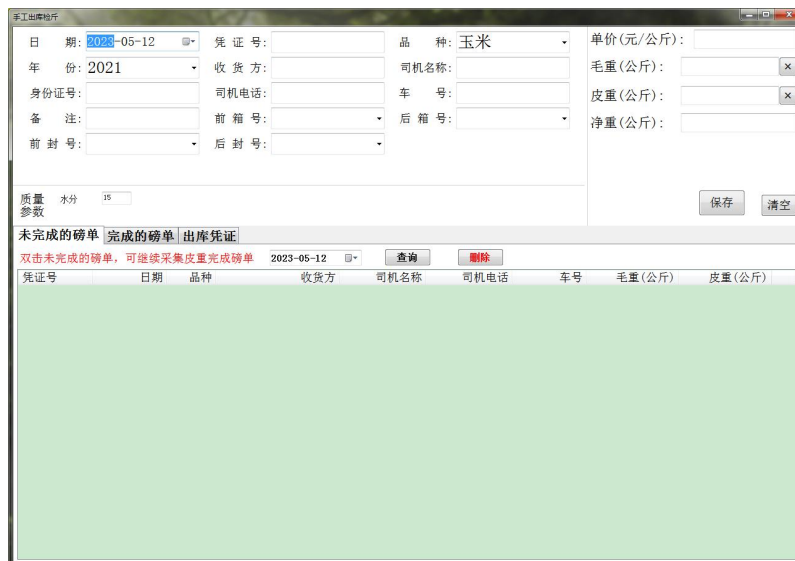 手工出库检斤
日 期: 2023-05-12 凭 证 号: 品 种: 玉米 单价(元/公斤):
年 份: 2021 收 货 方: 司机名称: 毛重(公斤): ×
身份证号: 司机电话: 车 号: 皮重(公斤): ×
备 注: 前 箱 号: 后 箱 号: 净重(公斤):
前 封 号: 后 封 号:
质量参数 水分 15 保存 清空
未完成的磅单 完成的磅单 出库凭证
双击未完成的磅单，可继续采集皮重完成磅单 2023-05-12 查询 删除
凭证号 日期 品种 收货方 司机名称 司机电话 车号 毛重(公斤) 皮重(公斤)